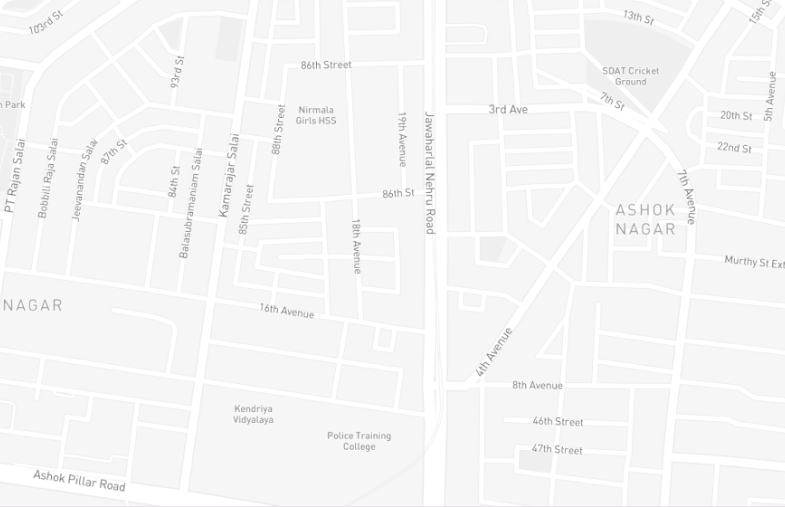 103rd St
93rd St
86th Street
13th St
15th St
SDAT Cricket
Ground
5th Avenue
7th St
n Park
Nirmala
Girls HSS
88th Street
19th Avenue
Jawaharlal Nehru Road
3rd Ave
20th St
22nd St
PT Rajan Salai
Bobbili Raja Salai
Jeevanandan Salai
87th St
84th St
Balasubramaniam Salai
Kamarajar Salai
85th Street
86th St
18th Avenue
7th Avenue
ASHOK
NAGAR
Murthy St Ext
NAGAR
16th Avenue
4th Avenue
8th Avenue
Kendriya
Vidyalaya
46th Street
Police Training
College
47th Street
Ashok Pillar Road